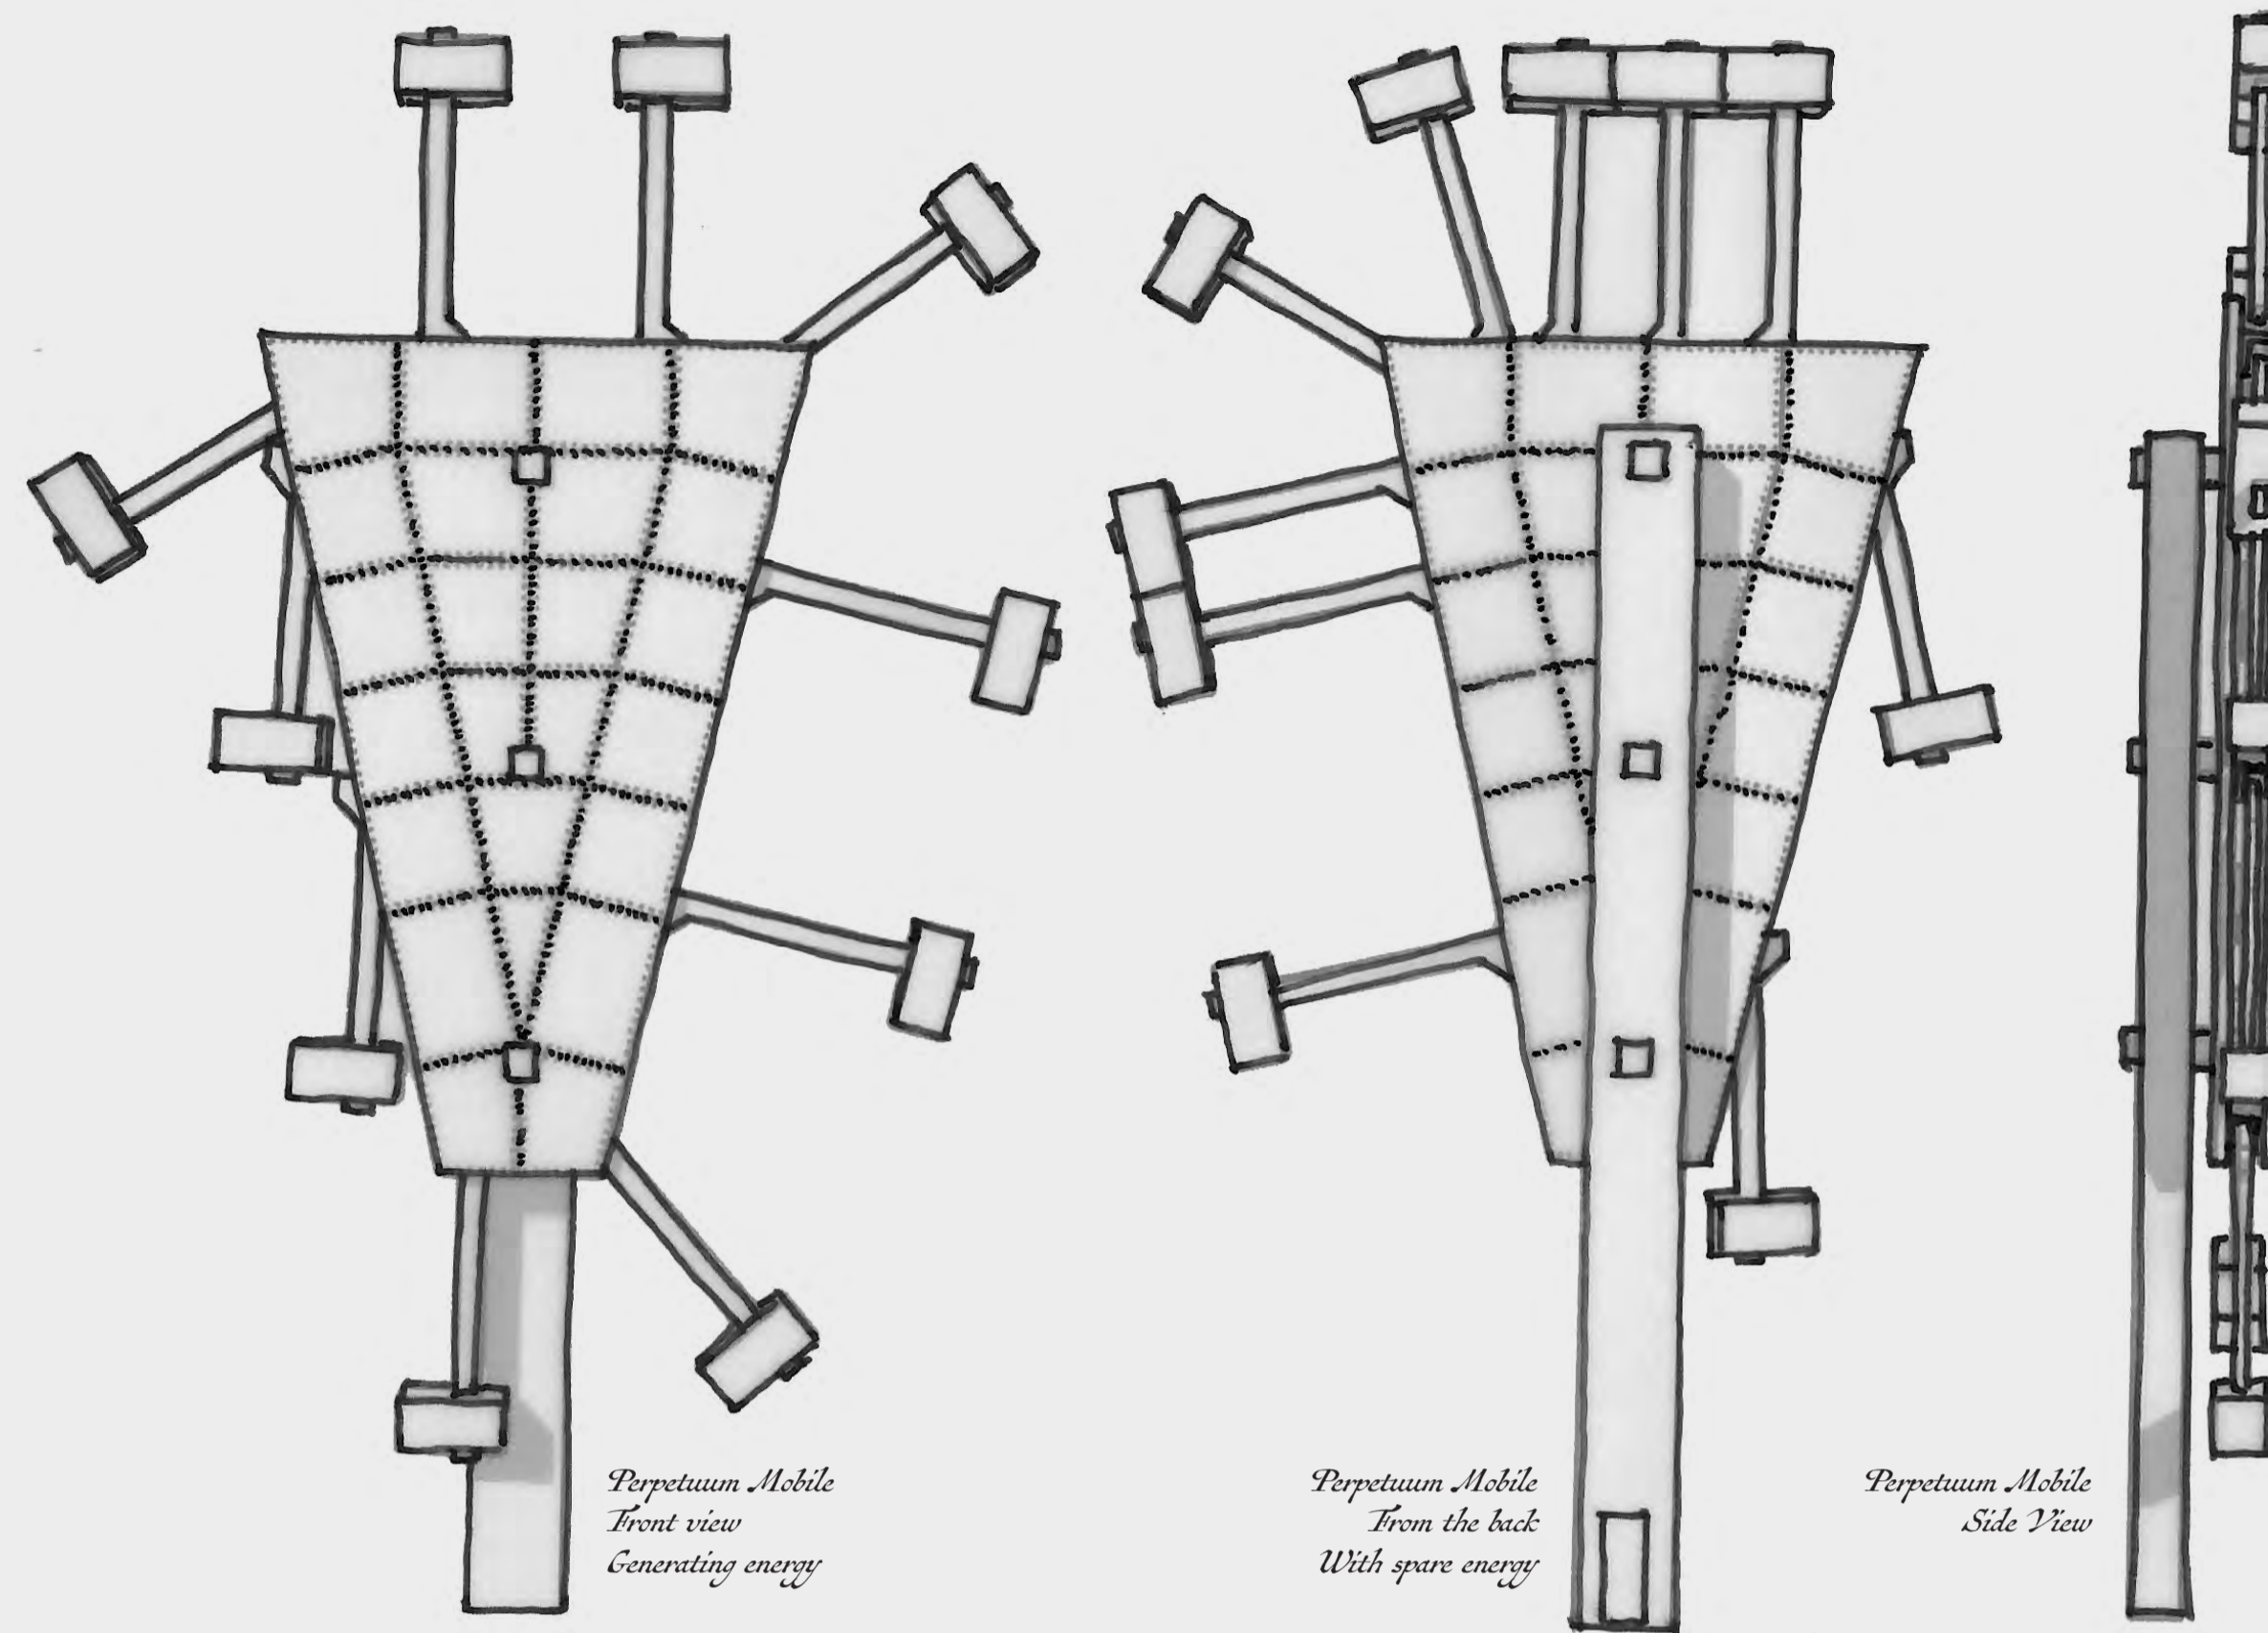 Perpetuum Mobile
Front view
Generating energy
Perpetuum Mobile
From the back
With spare energy
Perpetuum Mobile
Side View